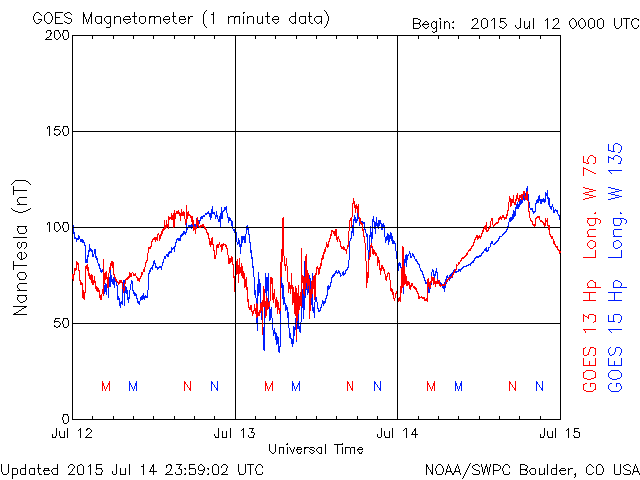 GOES Magnetometer (1 minute data)
Begin: 2015 Jul 12 0000 UTC
200
150
100
50
0
NanoTesla (nT)
M M N N M M N N M M N N
Jul 12 Jul 13 Jul 14 Jul 15
Universal Time
GOES 13 Hp Long. W 75
GOES 15 Hp Long. W 135
Updated 2015 Jul 14 23:59:02 UTC
NOAA/SWPC Boulder, CO USA